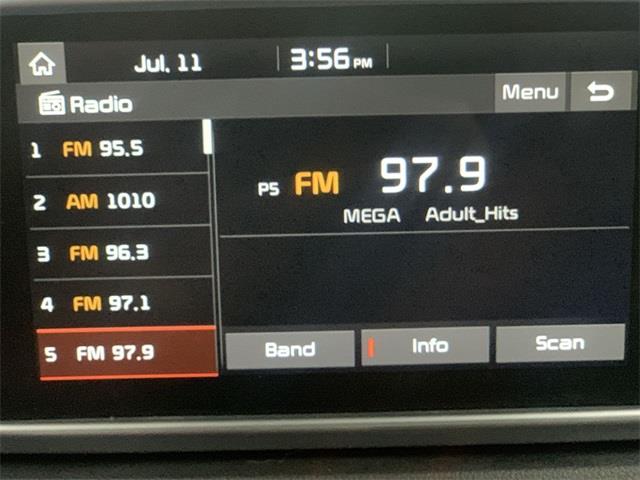 Jul. 11 3:56 PM
Radio Menu
1 FM 95.5
2 AM 1010
3 FM 96.3
4 FM 97.1
5 FM 97.9
P5 FM 97.9
MEGA Adult_Hits
Band Info Scan